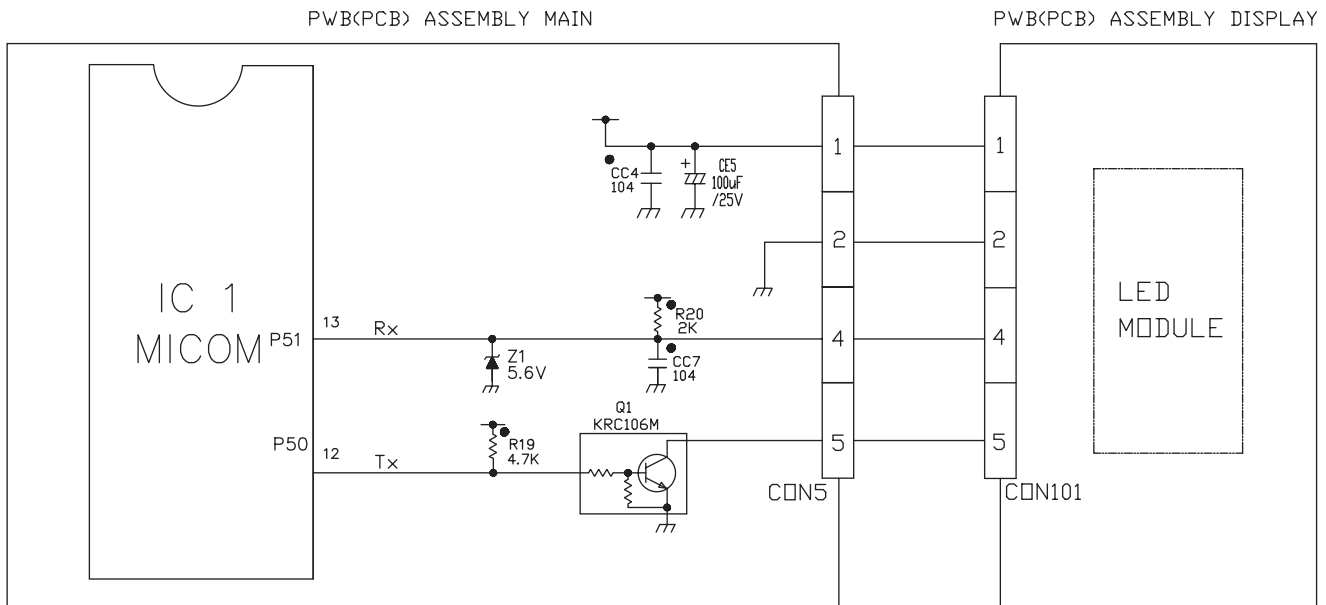 PWB(PCB) ASSEMBLY MAIN
PWB(PCB) ASSEMBLY DISPLAY
IC 1
MICOM
P51
13
Rx
P50
12
Tx
Z1
5.6V
R19
4.7K
CC4
104
+
CE5
100uF
/25V
R20
2K
CC7
104
Q1
KRC106M
1
2
4
5
CON5
1
2
4
5
CON101
LED
MODULE